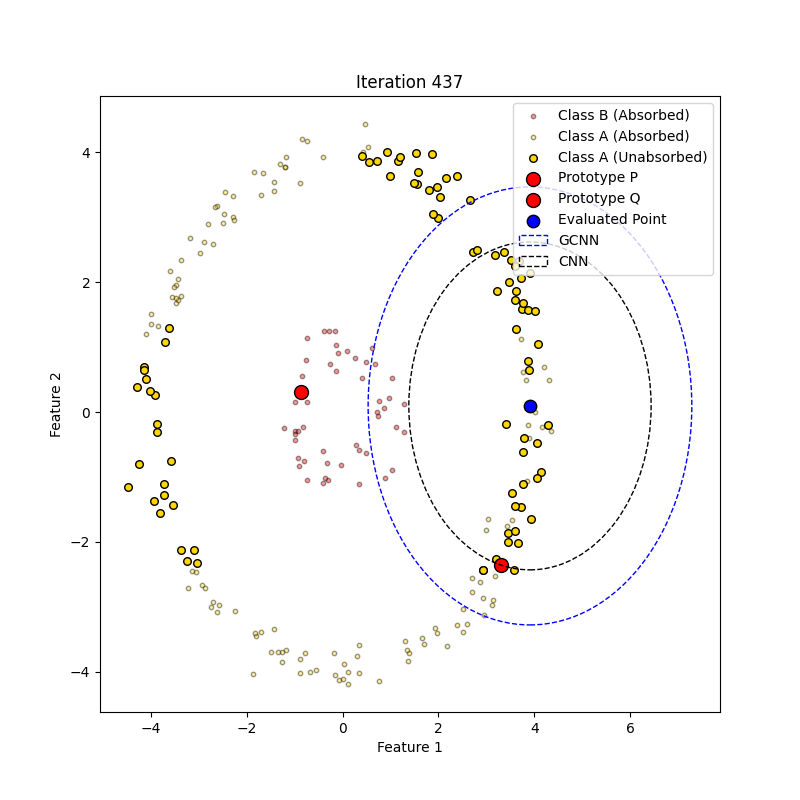 Iteration 437
Class B (Absorbed)
Class A (Absorbed)
Class A (Unabsorbed)
Prototype P
Prototype Q
Evaluated Point
GCNN
CNN
4
2
0
−2
−4
Feature 2
−4
−2
0
2
4
6
Feature 1